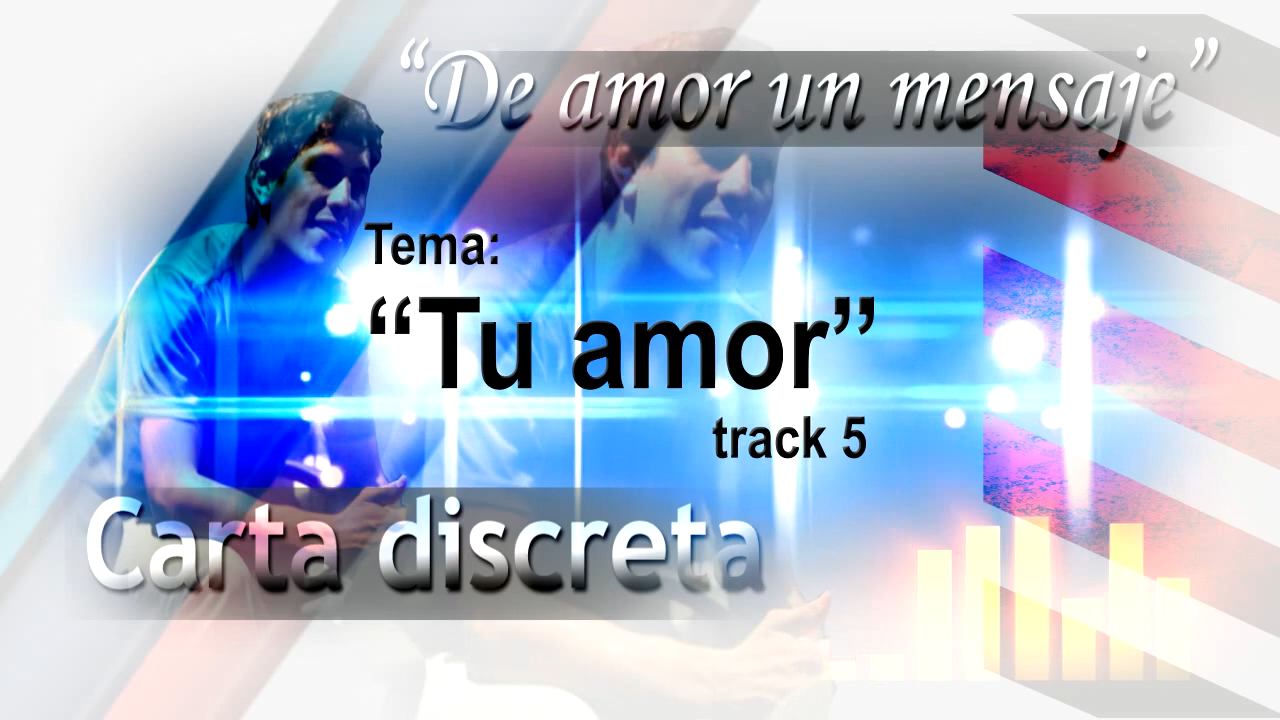 “De amor un mensaje”
Tema:
“Tu amor”
track 5
Carta discreta